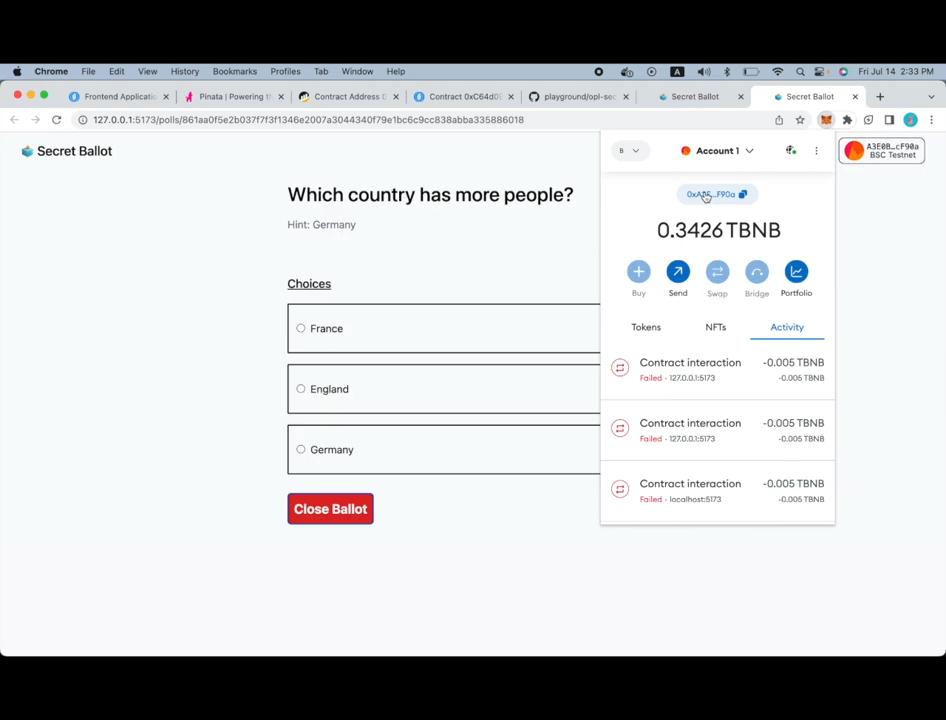 Chrome File Edit View History Bookmarks Profiles Tab Window Help A Fri Jul 14 2:33 PM
Frontend Applicatio Pinata | Powering th Contract Address D Contract 0xC64d0E playground/opl-sec Secret Ballot Secret Ballot
127.0.0.1:5173/polls/861aa0f5e2b037f7f3f1346e2007a3044340f79e1bc6c9cc838abba335886018
Secret Ballot
B Account 1
A3E0B…cF90a
BSC Testnet
Which country has more people?
Hint: Germany
0.3426 TBNB
Buy Send Swap Bridge Portfolio
Choices
Tokens NFTs Activity
France
England
Germany
Close Ballot
Contract interaction -0.005 TBNB
Failed · 127.0.0.1:5173 -0.005 TBNB
Contract interaction -0.005 TBNB
Failed · 127.0.0.1:5173 -0.005 TBNB
Contract interaction -0.005 TBNB
Failed · localhost:5173 -0.005 TBNB